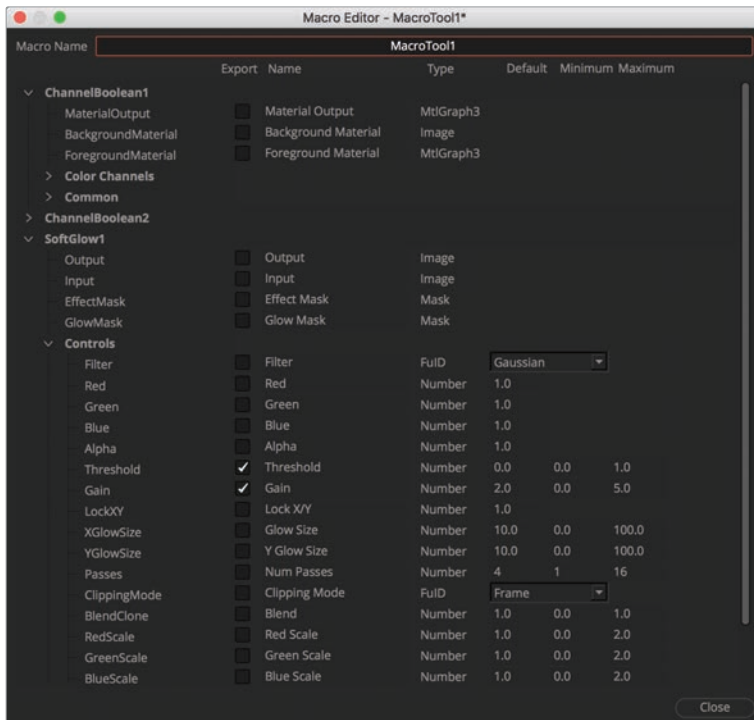 Macro Editor - MacroTool1*
Macro Name MacroTool1
Export Name Type Default Minimum Maximum
ChannelBoolean1
MaterialOutput Material Output MtlGraph3
BackgroundMaterial Background Material Image
ForegroundMaterial Foreground Material MtlGraph3
Color Channels
Common
ChannelBoolean2
SoftGlow1
Output Output Image
Input Input Image
EffectMask Effect Mask Mask
GlowMask Glow Mask Mask
Controls
Filter Filter FuID Gaussian
Red Red Number 1.0
Green Green Number 1.0
Blue Blue Number 1.0
Alpha Alpha Number 1.0
Threshold Threshold Number 0.0 0.0 1.0
Gain Gain Number 2.0 0.0 5.0
LockXY Lock X/Y Number 1.0
XGlowSize Glow Size Number 10.0 0.0 100.0
YGlowSize Y Glow Size Number 10.0 0.0 100.0
Passes Num Passes Number 4 1 16
ClippingMode Clipping Mode FuID Frame
BlendClone Blend Number 1.0 0.0 1.0
RedScale Red Scale Number 1.0 0.0 2.0
GreenScale Green Scale Number 1.0 0.0 2.0
BlueScale Blue Scale Number 1.0 0.0 2.0
Close